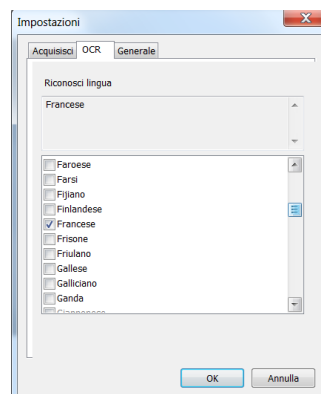 Impostazioni
Acquisisci OCR Generale
Riconosci lingua
Francese
Faroese
Farsi
Fijiano
Finlandese
Francese
Frisone
Friulano
Gallese
Galliciano
Ganda
OK Annulla